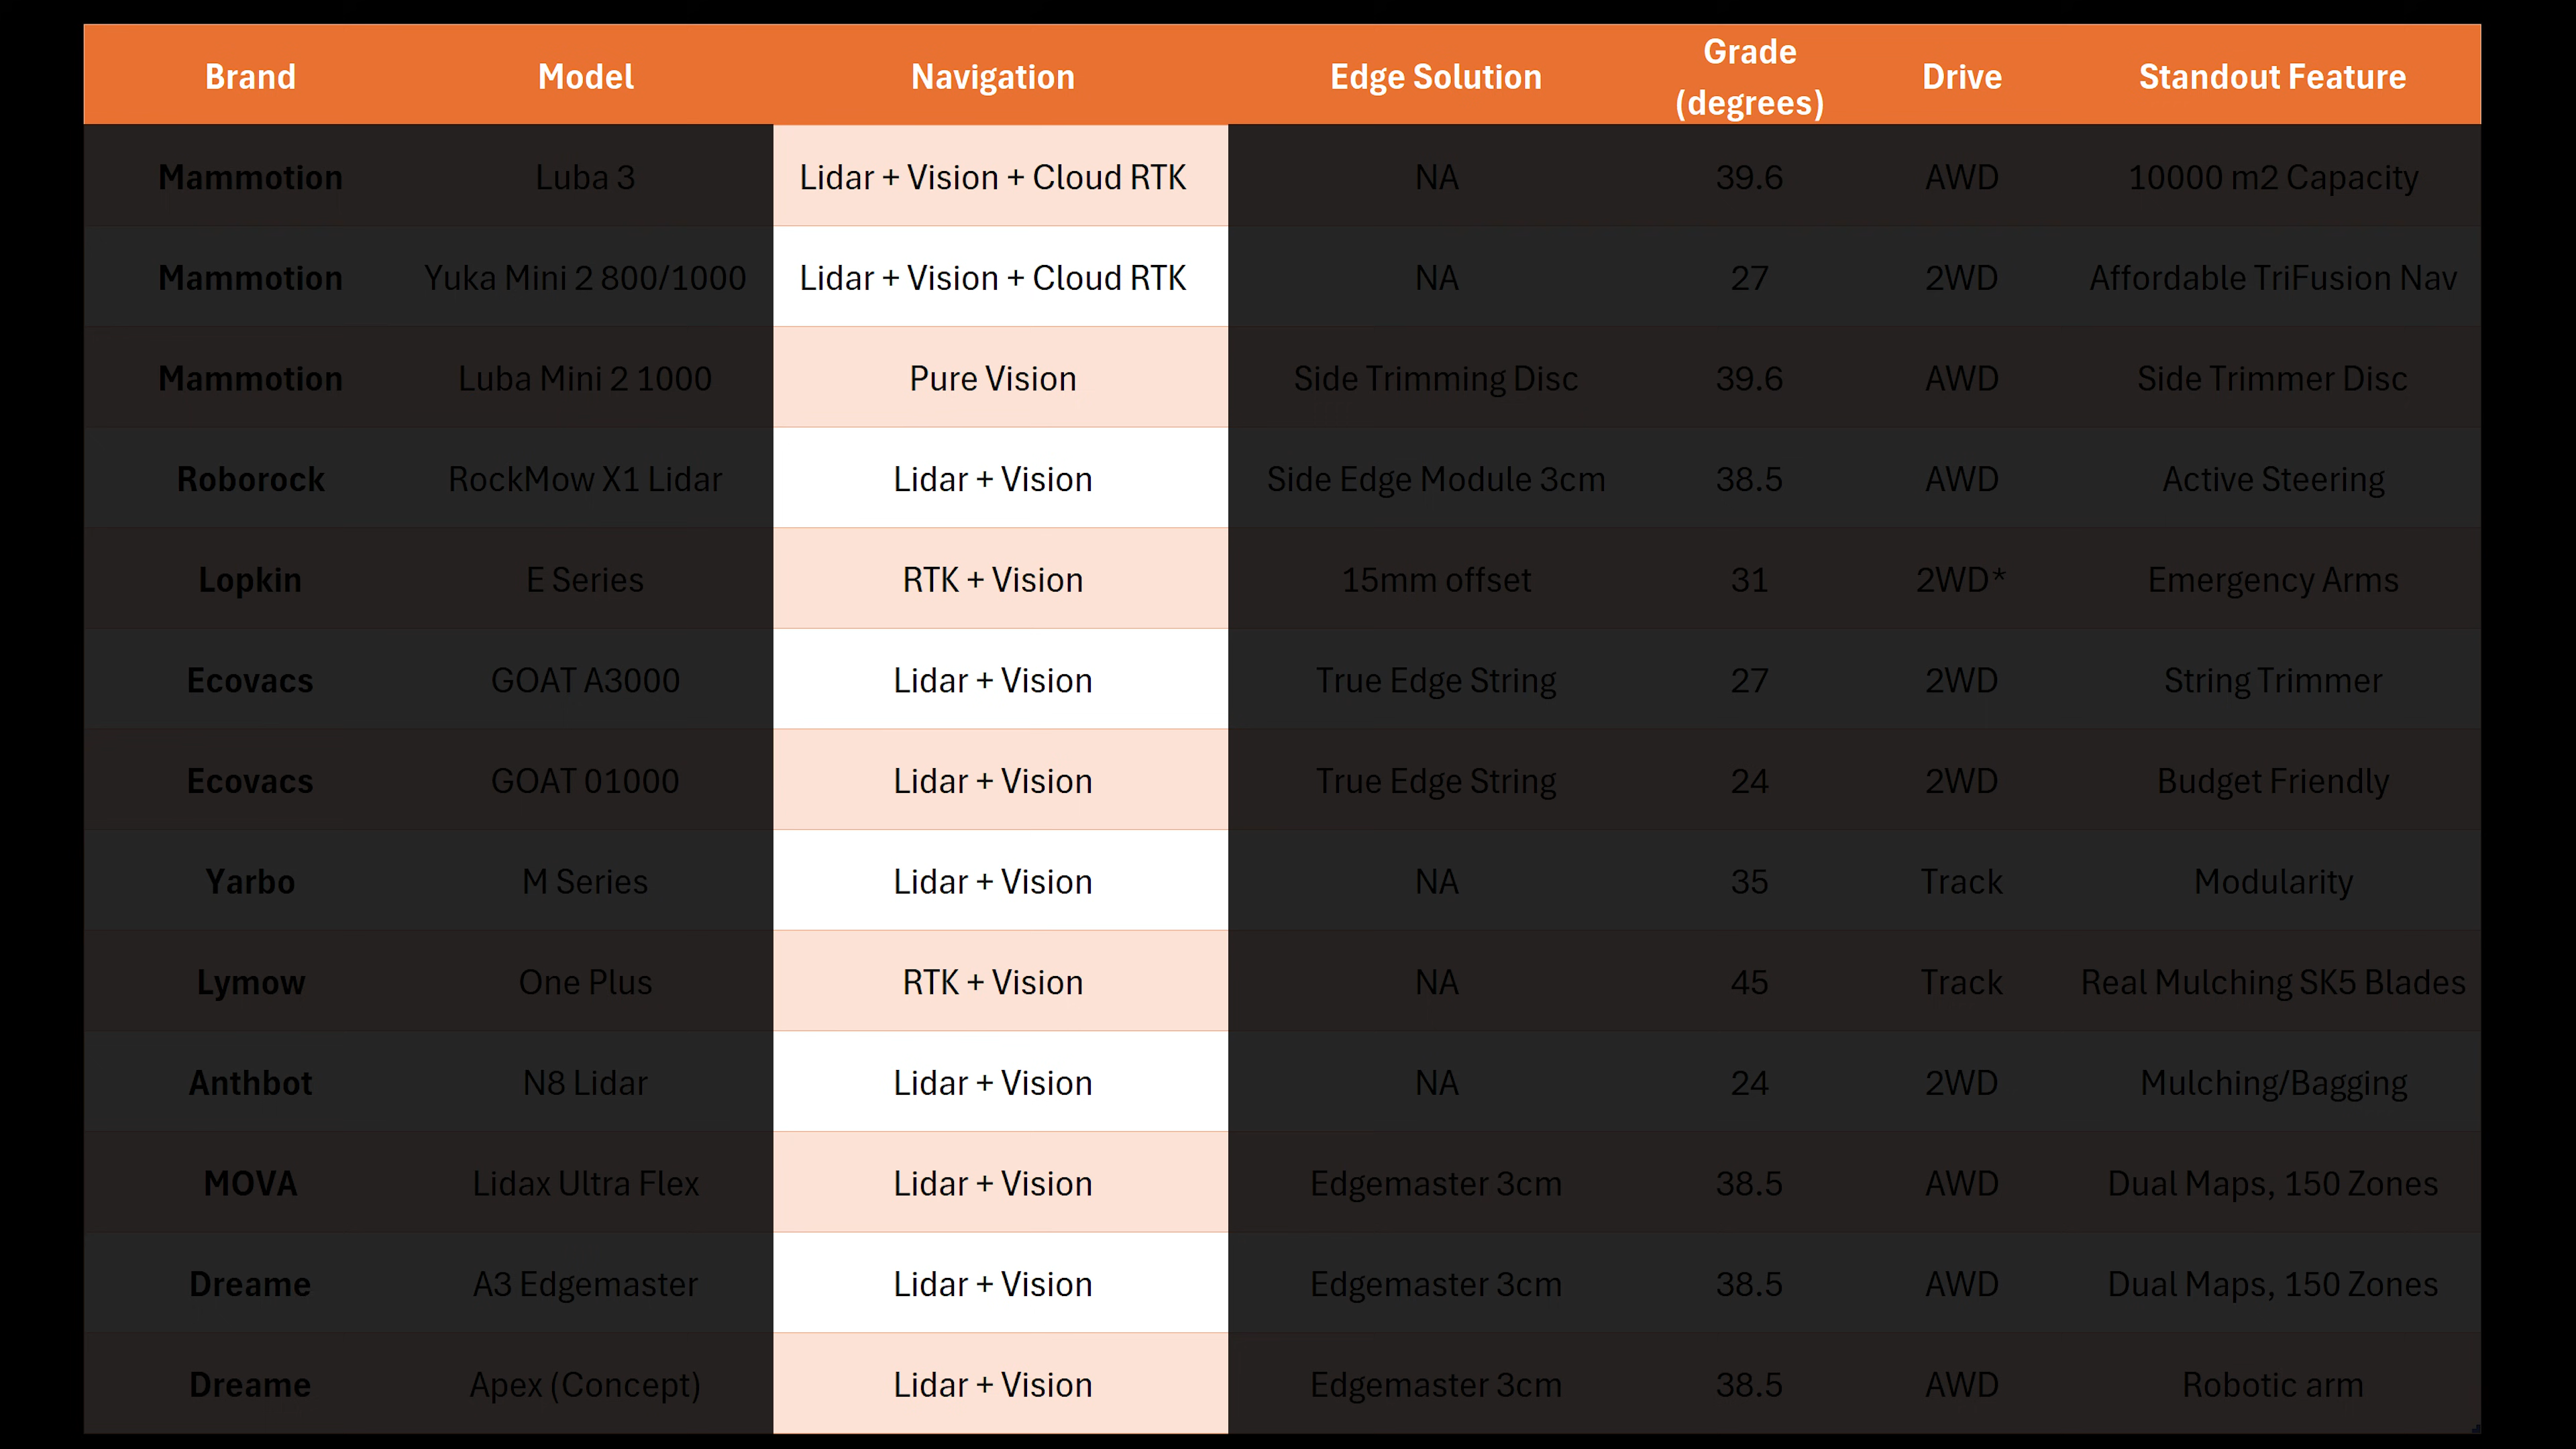 Brand Model Navigation Edge Solution Grade (degrees) Drive Standout Feature
Mammotion Luba 3 Lidar + Vision + Cloud RTK NA 39.6 AWD 10000 m2 Capacity
Mammotion Yuka Mini 2 800/1000 Lidar + Vision + Cloud RTK NA 27 2WD Affordable TriFusion Nav
Mammotion Luba Mini 2 1000 Pure Vision Side Trimming Disc 39.6 AWD Side Trimmer Disc
Roborock RockMow X1 Lidar Lidar + Vision Side Edge Module 3cm 38.5 AWD Active Steering
Lopkin E Series RTK + Vision 15mm offset 31 2WD* Emergency Arms
Ecovacs GOAT A3000 Lidar + Vision True Edge String 27 2WD String Trimmer
Ecovacs GOAT 01000 Lidar + Vision True Edge String 24 2WD Budget Friendly
Yarbo M Series Lidar + Vision NA 35 Track Modularity
Lymow One Plus RTK + Vision NA 45 Track Real Mulching SK5 Blades
Anthbot N8 Lidar Lidar + Vision NA 24 2WD Mulching/Bagging
MOVA Lidax Ultra Flex Lidar + Vision Edgemaster 3cm 38.5 AWD Dual Maps, 150 Zones
Dreame A3 Edgemaster Lidar + Vision Edgemaster 3cm 38.5 AWD Dual Maps, 150 Zones
Dreame Apex (Concept) Lidar + Vision Edgemaster 3cm 38.5 AWD Robotic arm